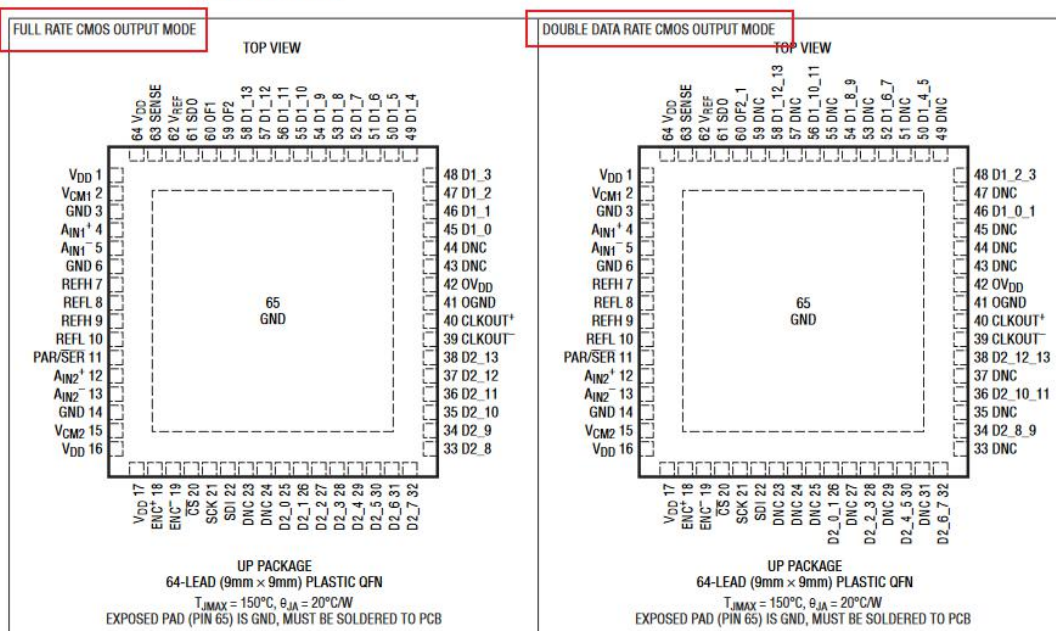 FULL RATE CMOS OUTPUT MODE
TOP VIEW
64 VDD
63 SENSE
62 VREF
61 SDO
60 OF1
59 OF2
58 D1_13
57 D1_12
56 D1_11
55 D1_10
54 D1_9
53 D1_8
52 D1_7
51 D1_6
50 D1_5
49 D1_4
VDD 1
VCM1 2
GND 3
AIN1+ 4
AIN1– 5
GND 6
REFH 7
REFL 8
REFH 9
REFL 10
PAR/SER 11
AIN2+ 12
AIN2– 13
GND 14
VCM2 15
VDD 16
65
GND
48 D1_3
47 D1_2
46 D1_1
45 D1_0
44 DNC
43 DNC
42 OVDD
41 OGND
40 CLKOUT+
39 CLKOUT–
38 D2_13
37 D2_12
36 D2_11
35 D2_10
34 D2_9
33 D2_8
VDD 17
ENC+ 18
ENC– 19
CS 20
SCK 21
SDI 22
DNC 23
DNC 24
D2_0 25
D2_1 26
D2_2 27
D2_3 28
D2_4 29
D2_5 30
D2_6 31
D2_7 32
UP PACKAGE
64-LEAD (9mm × 9mm) PLASTIC QFN
TJMAX = 150°C, θJA = 20°C/W
EXPOSED PAD (PIN 65) IS GND, MUST BE SOLDERED TO PCB
DOUBLE DATA RATE CMOS OUTPUT MODE
TOP VIEW
64 VDD
63 SENSE
62 VREF
61 SDO
60 OF2_1
59 DNC
58 D1_12_13
57 DNC
56 D1_10_11
55 DNC
54 D1_8_9
53 DNC
52 D1_6_7
51 DNC
50 D1_4_5
49 DNC
VDD 1
VCM1 2
GND 3
AIN1+ 4
AIN1– 5
GND 6
REFH 7
REFL 8
REFH 9
REFL 10
PAR/SER 11
AIN2+ 12
AIN2– 13
GND 14
VCM2 15
VDD 16
65
GND
48 D1_2_3
47 DNC
46 D1_0_1
45 DNC
44 DNC
43 DNC
42 OVDD
41 OGND
40 CLKOUT+
39 CLKOUT–
38 D2_12_13
37 DNC
36 D2_10_11
35 DNC
34 D2_8_9
33 DNC
VDD 17
ENC+ 18
ENC– 19
CS 20
SCK 21
SDI 22
DNC 23
DNC 24
DNC 25
D2_0_1 26
DNC 27
D2_2_3 28
DNC 29
D2_4_5 30
DNC 31
D2_6_7 32
UP PACKAGE
64-LEAD (9mm × 9mm) PLASTIC QFN
TJMAX = 150°C, θJA = 20°C/W
EXPOSED PAD (PIN 65) IS GND, MUST BE SOLDERED TO PCB